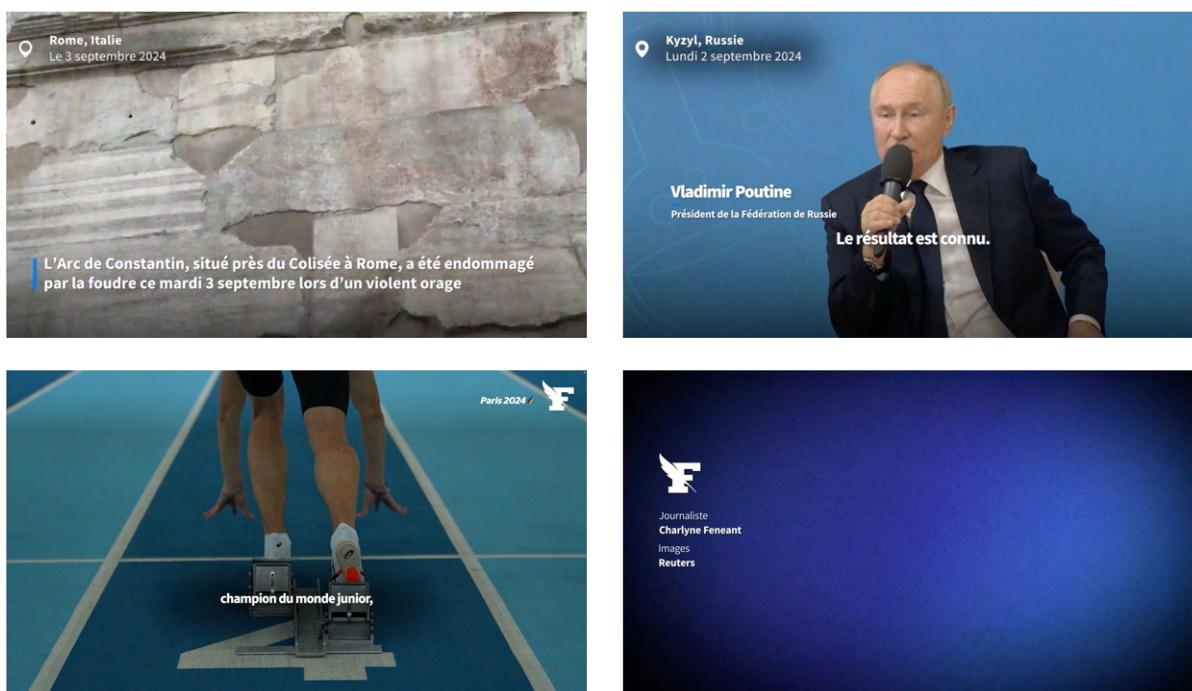 Rome, Italie
Le 3 septembre 2024
L'Arc de Constantin, situé près du Colisée à Rome, a été endommagé
par la foudre ce mardi 3 septembre lors d'un violent orage
Kyzyl, Russie
Lundi 2 septembre 2024
Vladimir Poutine
Président de la Fédération de Russie
Le résultat est connu.
Paris 2024
F
champion du monde junior,
4
F
Journaliste
Charlyne Feneant
Images
Reuters